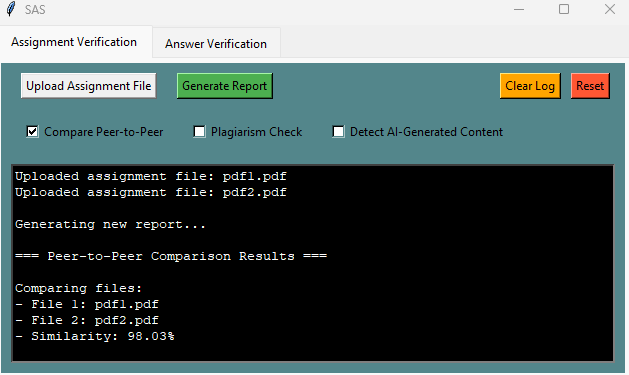 SAS
Assignment Verification Answer Verification
Upload Assignment File Generate Report Clear Log Reset
Compare Peer-to-Peer Plagiarism Check Detect AI-Generated Content
Uploaded assignment file: pdf1.pdf
Uploaded assignment file: pdf2.pdf
Generating new report...
=== Peer-to-Peer Comparison Results ===
Comparing files:
- File 1: pdf1.pdf
- File 2: pdf2.pdf
- Similarity: 98.03%